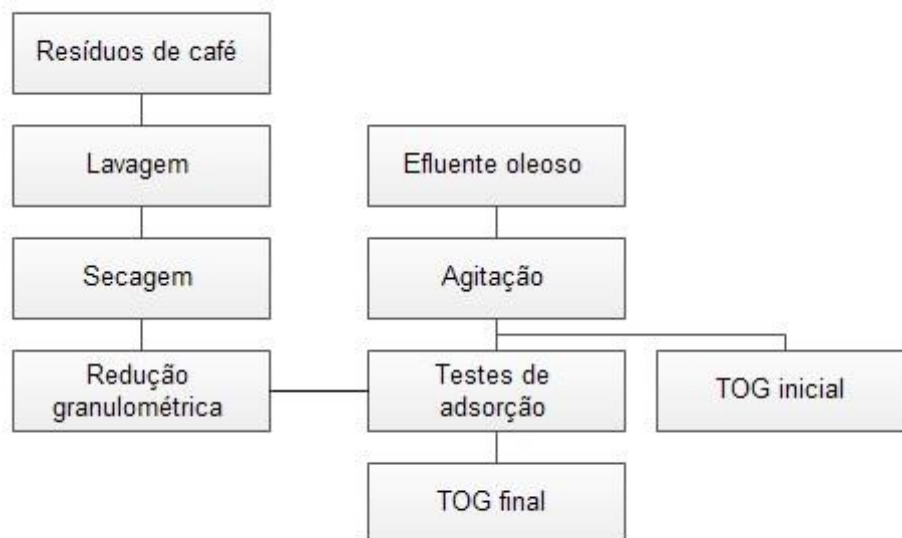 Resíduos de café
Lavagem
Secagem
Redução
granulométrica
Efluente oleoso
Agitação
Testes de
adsorção
TOG inicial
TOG final